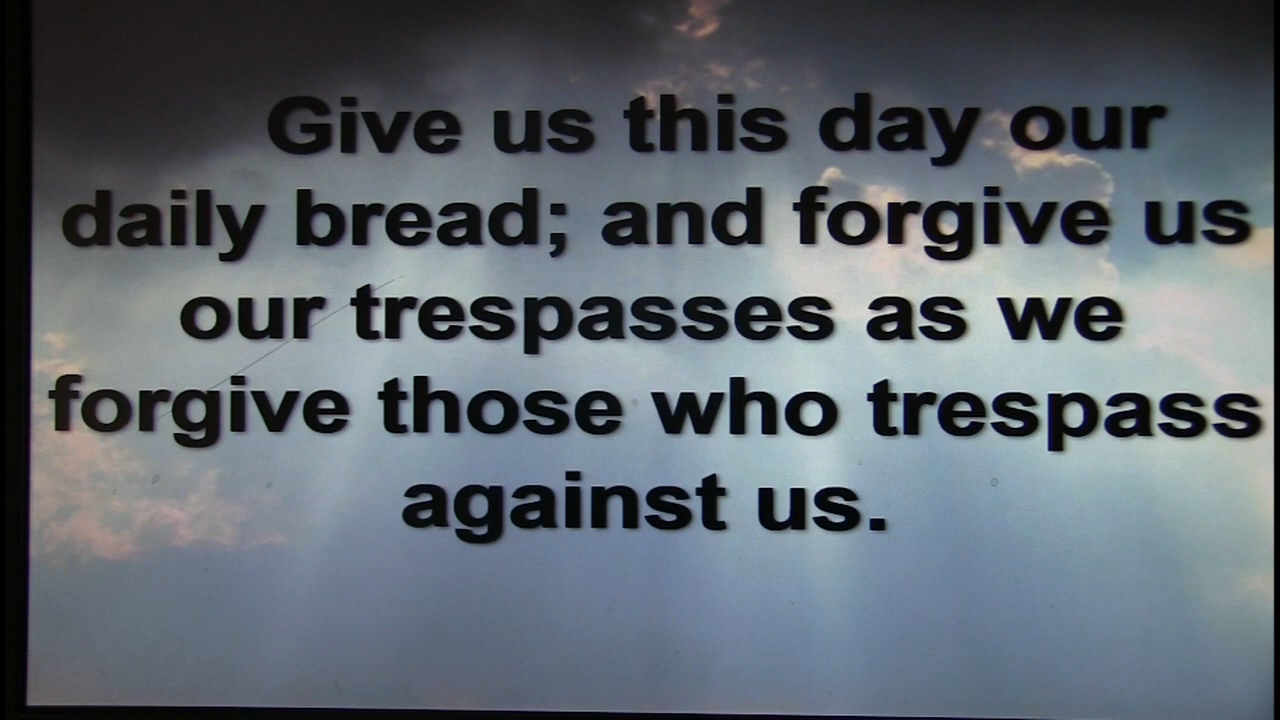 Give us this day our
daily bread; and forgive us
our trespasses as we
forgive those who trespass
against us.